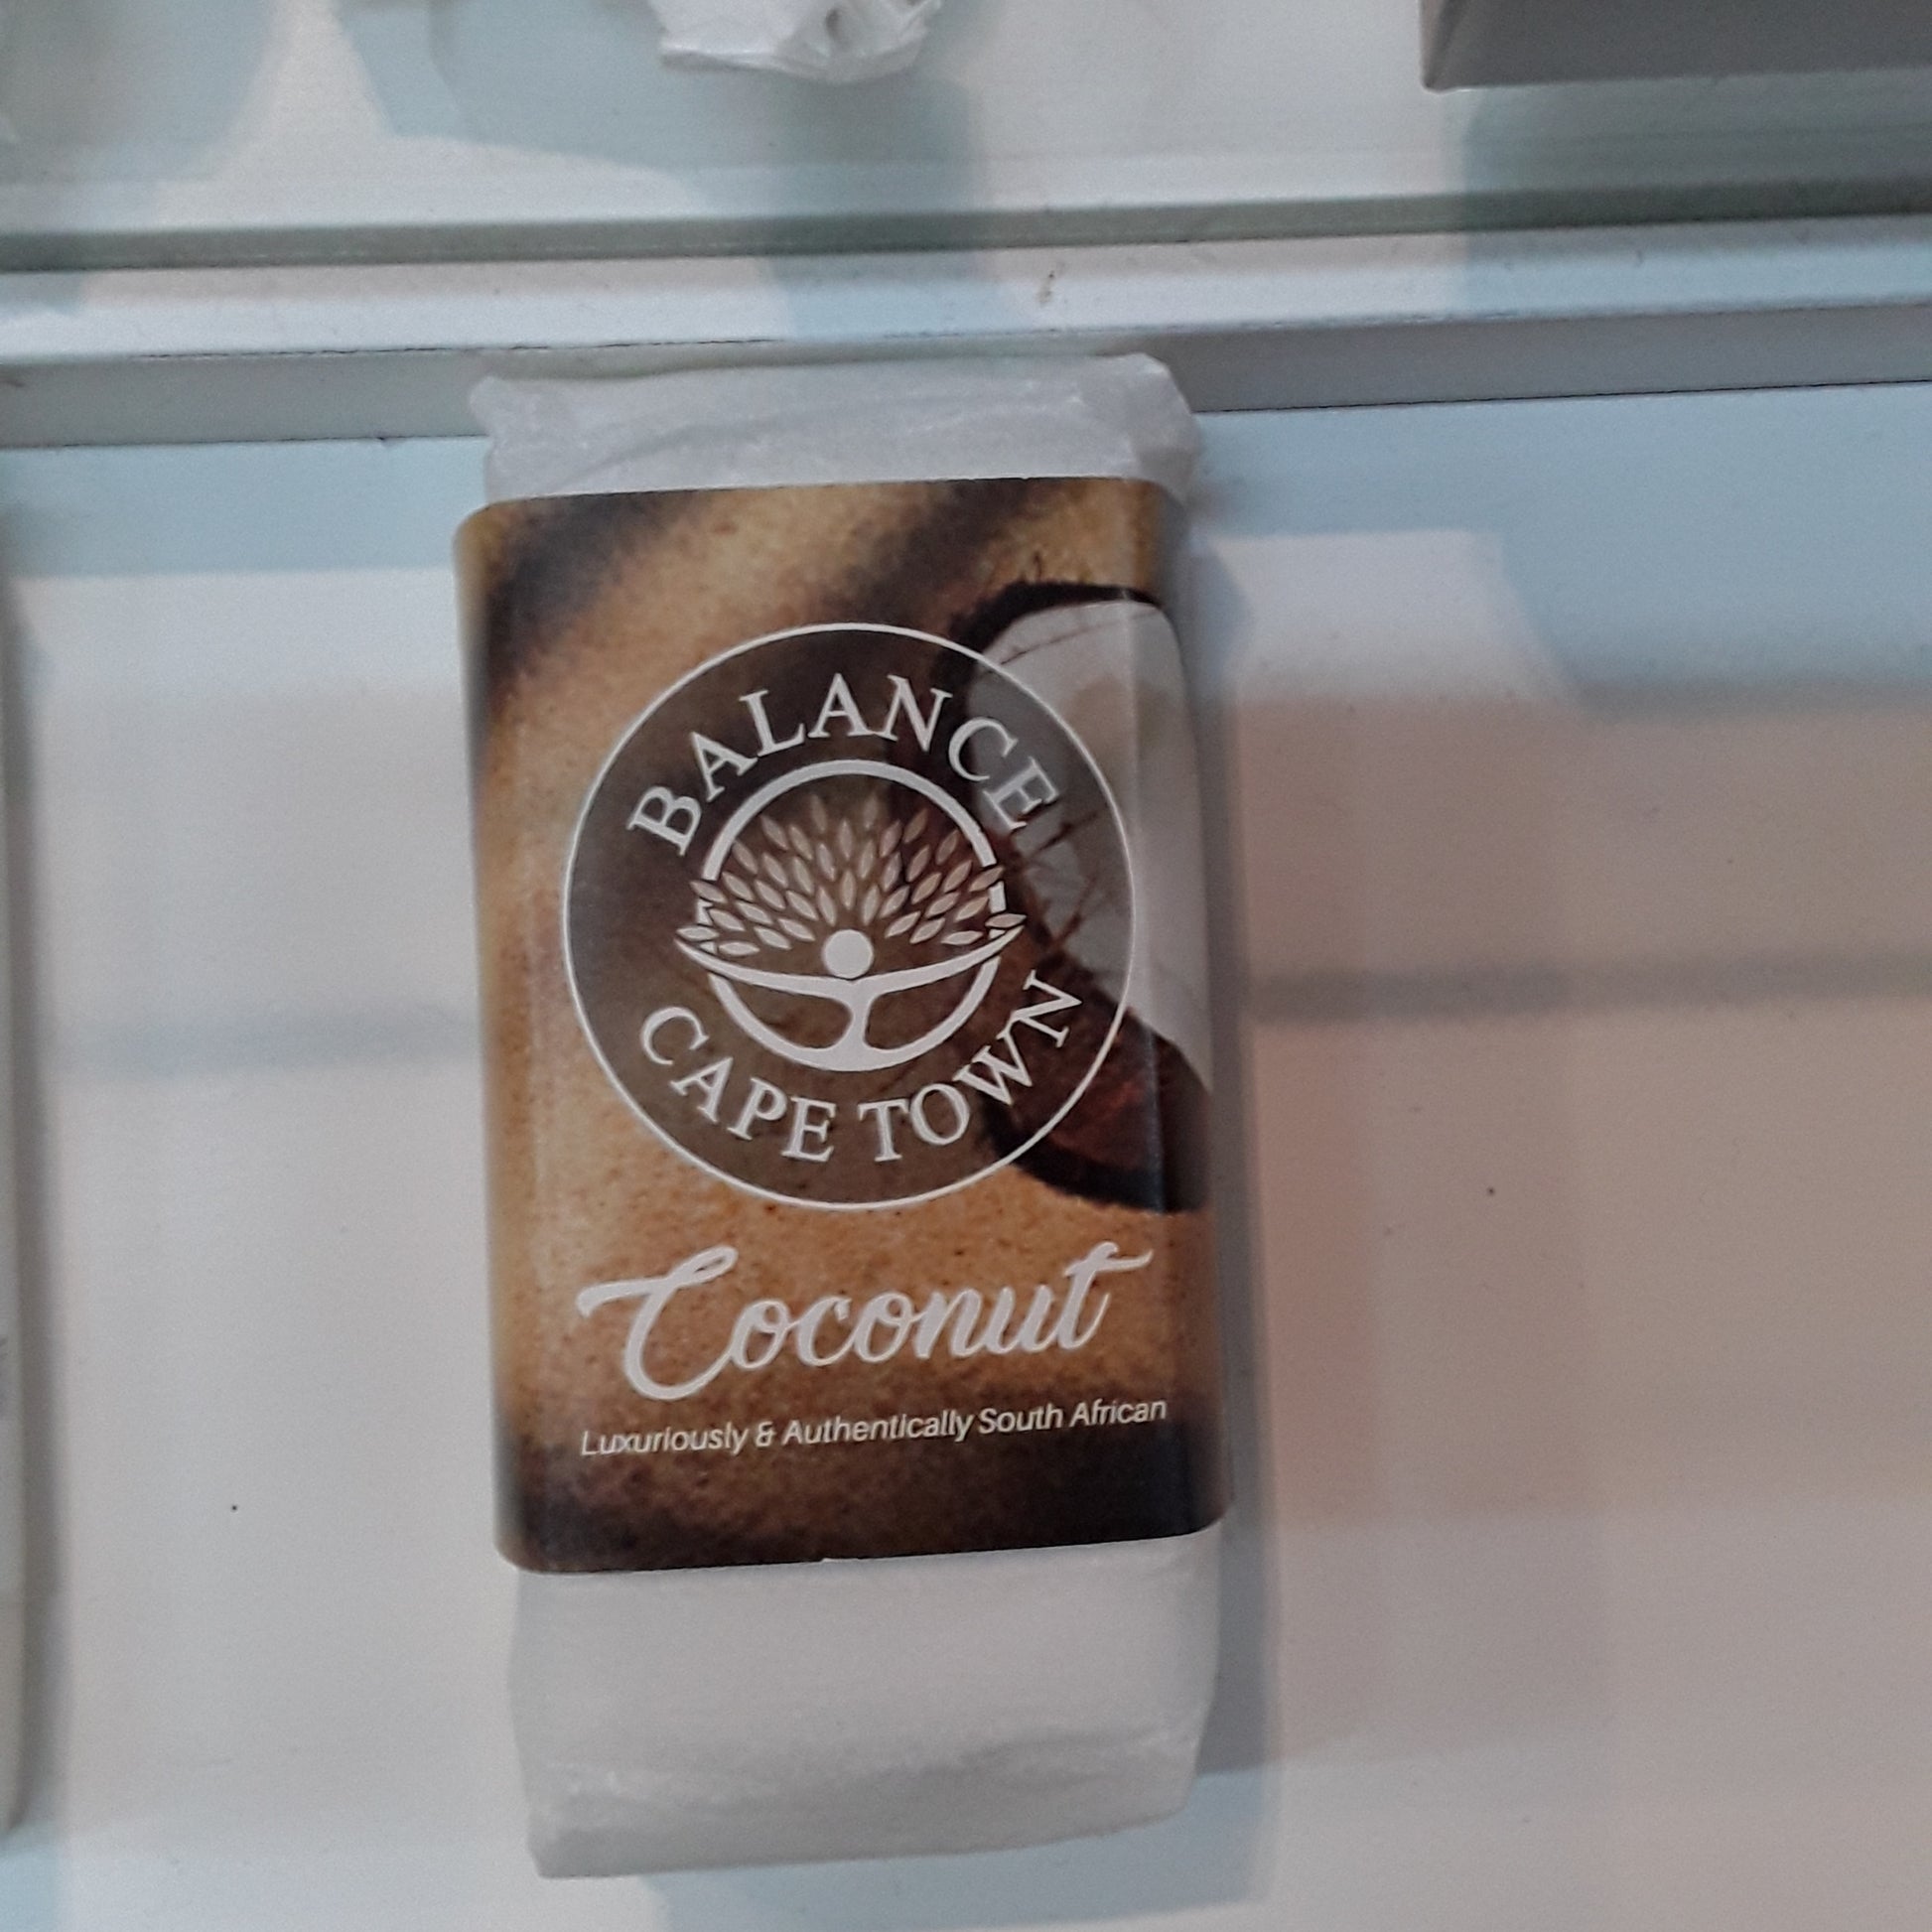 BALANCE
CAPE TOWN
Coconut
Luxuriously & Authentically South African